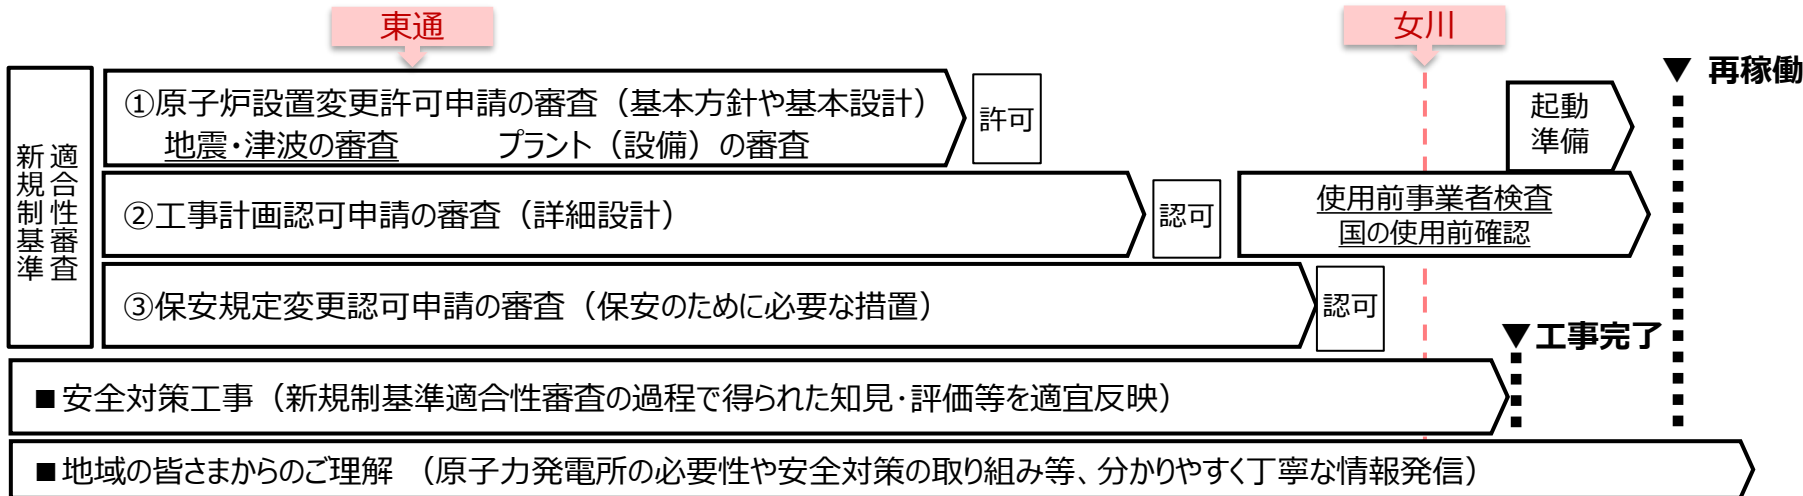 東通
女川
▼ 再稼働
新規制基準
適合性審査
①原子炉設置変更許可申請の審査（基本方針や基本設計）
地震・津波の審査　　　プラント（設備）の審査
許可
起動
準備
②工事計画認可申請の審査（詳細設計）
認可
使用前事業者検査
国の使用前確認
③保安規定変更認可申請の審査（保安のために必要な措置）
認可
▼工事完了
■安全対策工事（新規制基準適合性審査の過程で得られた知見・評価等を適宜反映）
■地域の皆さまからのご理解　（原子力発電所の必要性や安全対策の取り組み等、分かりやすく丁寧な情報発信）